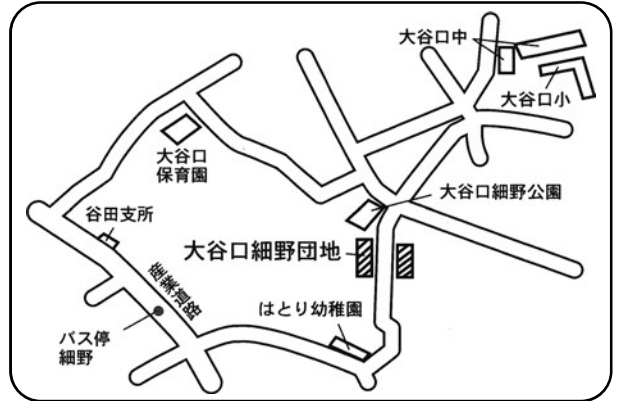 大谷口中
大谷口小
大谷口
保育園
大谷口細野公園
谷田支所
大谷口細野団地
産業道路
はとり幼稚園
バス停
細野